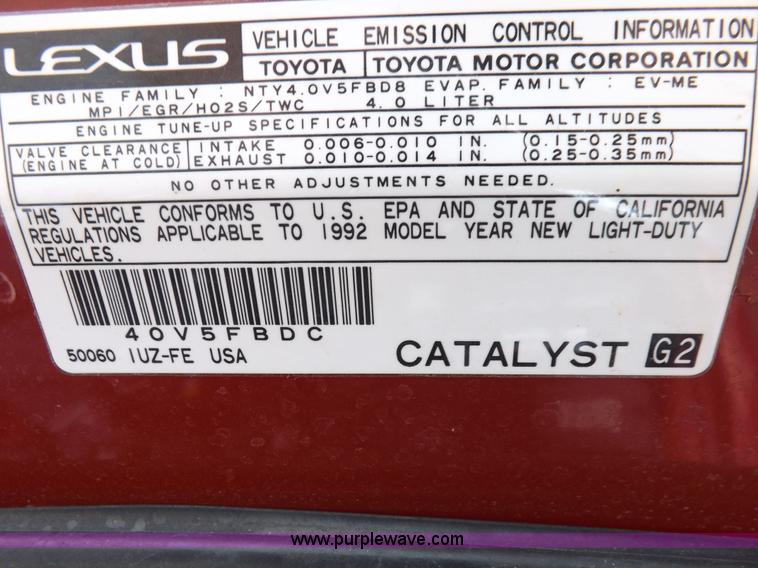 LEXUS VEHICLE EMISSION CONTROL INFORMATION
TOYOTA TOYOTA MOTOR CORPORATION
ENGINE FAMILY : NTY4.0V5FBD8 EVAP. FAMILY : EV-ME
MPI/EGR/HO2S/TWC 4.0 LITER
ENGINE TUNE-UP SPECIFICATIONS FOR ALL ALTITUDES
VALVE CLEARANCE INTAKE 0.006-0.010 IN. (0.15-0.25mm)
(ENGINE AT COLD) EXHAUST 0.010-0.014 IN. (0.25-0.35mm)
NO OTHER ADJUSTMENTS NEEDED.
THIS VEHICLE CONFORMS TO U.S. EPA AND STATE OF CALIFORNIA
REGULATIONS APPLICABLE TO 1992 MODEL YEAR NEW LIGHT-DUTY
VEHICLES.
40V5FBDC
50060 1UZ-FE USA CATALYST G2
www.purplewave.com